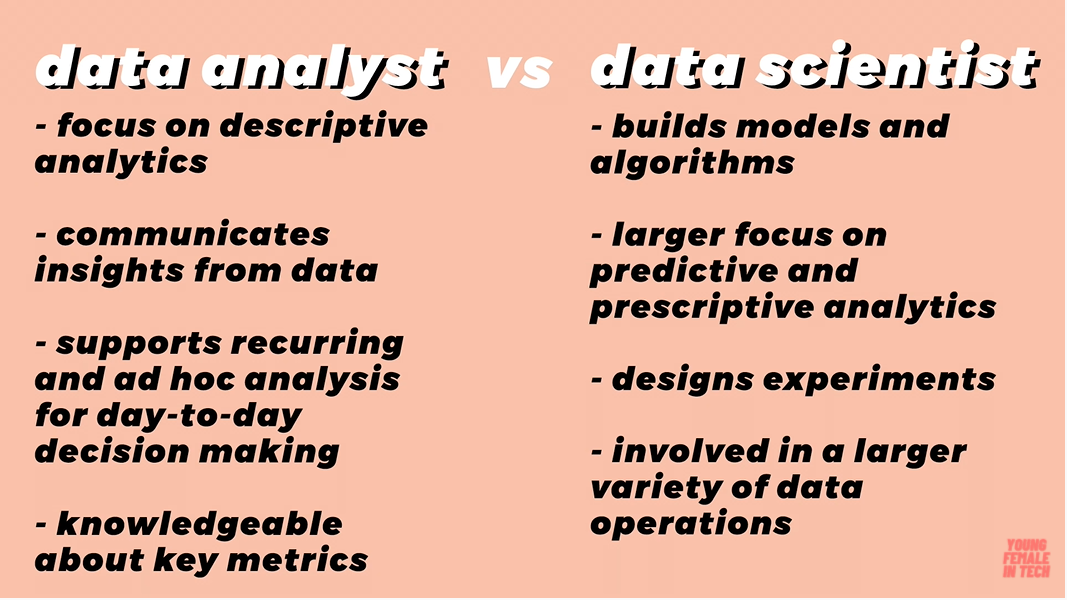 data analyst vs data scientist
- focus on descriptive
analytics
- communicates
insights from data
- supports recurring
and ad hoc analysis
for day-to-day
decision making
- knowledgeable
about key metrics
- builds models and
algorithms
- larger focus on
predictive and
prescriptive analytics
- designs experiments
- involved in a larger
variety of data
operations
YOUNG
FEMALE
IN TECH